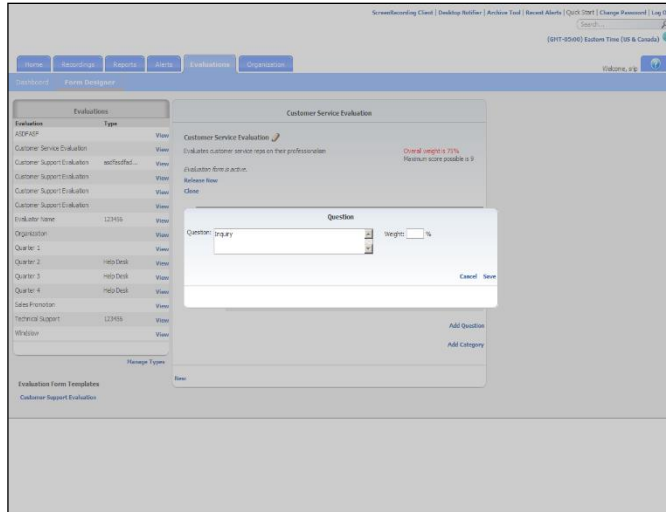 ScreenRecording Client | Desktop Notifier | Archive Tool | Recent Alerts | Quick Start | Change Password | Log
Search...
(GMT-05:00) Eastern Time (US & Canada)
Home Recordings Reports Alerts Evaluations Organization
Welcome,
Dashboard Form Designer
Evaluations
Evaluation Type
ASDFASF View
Customer Service Evaluation View
Customer Support Evaluation View
Customer Support Evaluation View
Customer Support Evaluation View
Customer Support Evaluation View
Evaluator Name 123456 View
Organization View
Quarter 1 View
Quarter 2 Help Desk View
Quarter 3 Help Desk View
Quarter 4 Help Desk View
Sales Promotion View
Technical Support 123456 View
Windslow View
Manage Types
Evaluation Form Templates
Customer Support Evaluation
Customer Service Evaluation
Customer Service Evaluation
Evaluates customer service reps on their professionalism
Overall weight is 75%
Maximum score possible is 9
Evaluation form is active.
Release Now
Clone
Question
Question: Inquiry Weight: %
Cancel Save
Add Question
Add Category
New